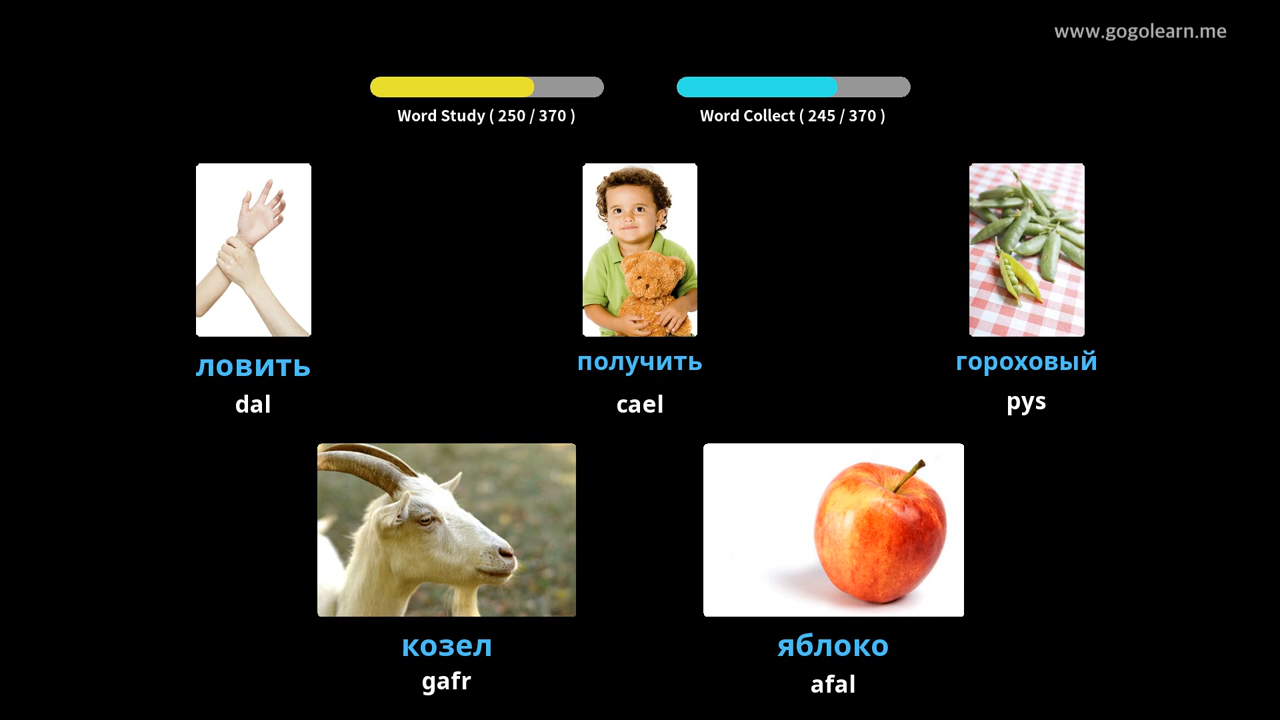 www.gogolearn.me
Word Study ( 250 / 370 )
Word Collect ( 245 / 370 )
ловить
получить
гороховый
dal
cael
pys
козел
яблоко
gafr
afal